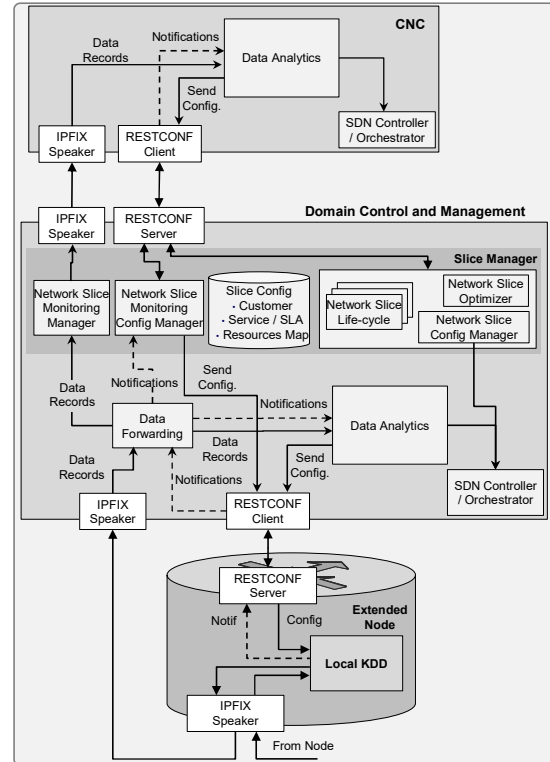 CNC
Notifications
Data
Records
Data Analytics
Send
Config.
SDN Controller
/ Orchestrator
IPFIX
Speaker
RESTCONF
Client
IPFIX
Speaker
RESTCONF
Server
Domain Control and Management
Slice Manager
Network Slice
Monitoring
Manager
Network Slice
Monitoring
Config Manager
Slice Config
· Customer
· Service / SLA
· Resources Map
Network Slice
Life-cycle
Network Slice
Optimizer
Network Slice
Config Manager
Data
Records
Notifications
Send
Config.
Notifications
Data
Forwarding
Data
Records
Data Analytics
Data
Records
Notifications
Send
Config.
SDN Controller
/ Orchestrator
IPFIX
Speaker
RESTCONF
Client
RESTCONF
Server
Extended
Node
Notif
Config
Local KDD
IPFIX
Speaker
From Node